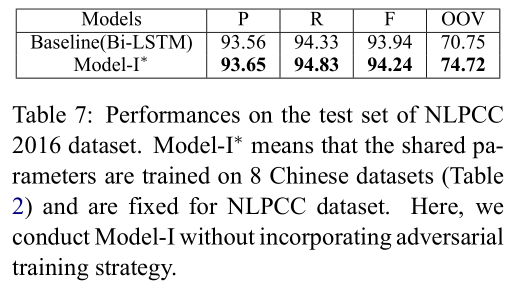 Models P R F OOV
Baseline(Bi-LSTM) 93.56 94.33 93.94 70.75
Model-I* 93.65 94.83 94.24 74.72
Table 7: Performances on the test set of NLPCC
2016 dataset. Model-I* means that the shared pa-
rameters are trained on 8 Chinese datasets (Table
2) and are fixed for NLPCC dataset. Here, we
conduct Model-I without incorporating adversarial
training strategy.